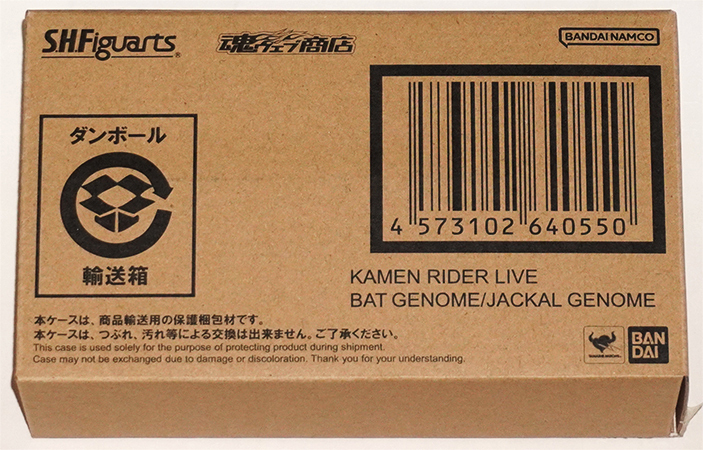 S.H.Figuarts®
魂ウェブ商店
BANDAI NAMCO
ダンボール
輸送箱
4 573102 640550
KAMEN RIDER LIVE
BAT GENOME/JACKAL GENOME
本ケースは、商品輸送用の保護梱包材です。
本ケースは、つぶれ、汚れ等による交換は出来ません。ご了承ください。
This case is used solely for the purpose of protecting product during shipment.
Case may not be exchanged due to damage or discoloration. Thank you for your understanding.
BAN
DAI